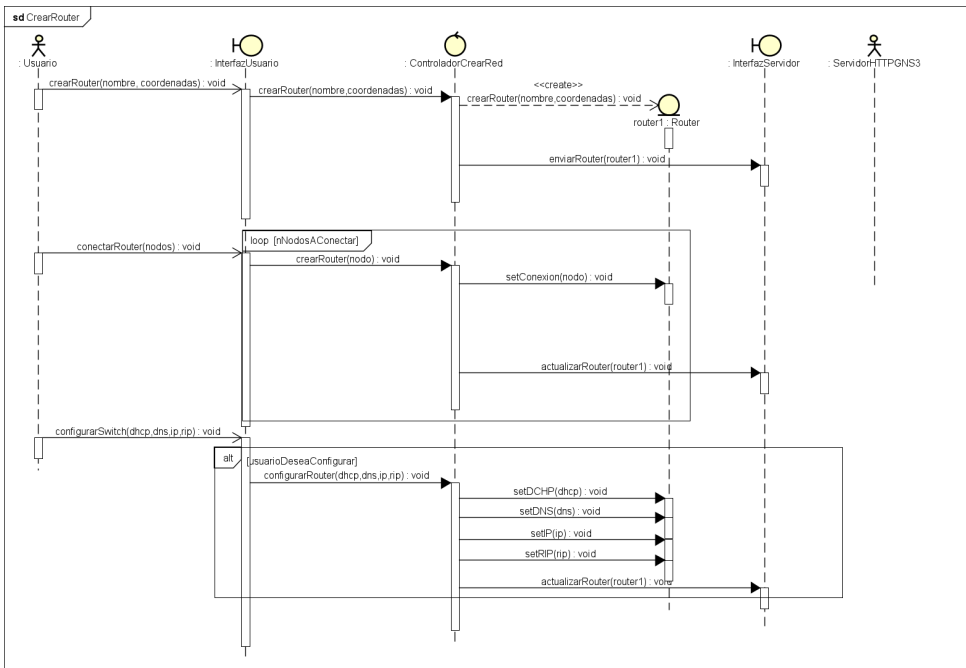 sd CrearRouter
: Usuario
: InterfazUsuario
: ControladorCrearRed
: InterfazServidor
: ServidorHTTPGNS3
crearRouter(nombre, coordenadas) : void
crearRouter(nombre,coordenadas) : void
<<create>>
crearRouter(nombre,coordenadas) : void
router1 : Router
enviarRouter(router1) : void
loop [nNodosAConectar]
conectarRouter(nodos) : void
crearRouter(nodo) : void
setConexion(nodo) : void
actualizarRouter(router1) : void
configurarSwitch(dhcp,dns,ip,rip) : void
alt [usuarioDeseaConfigurar]
configurarRouter(dhcp,dns,ip,rip) : void
setDCHP(dhcp) : void
setDNS(dns) : void
setIP(ip) : void
setRIP(rip) : void
actualizarRouter(router1) : void